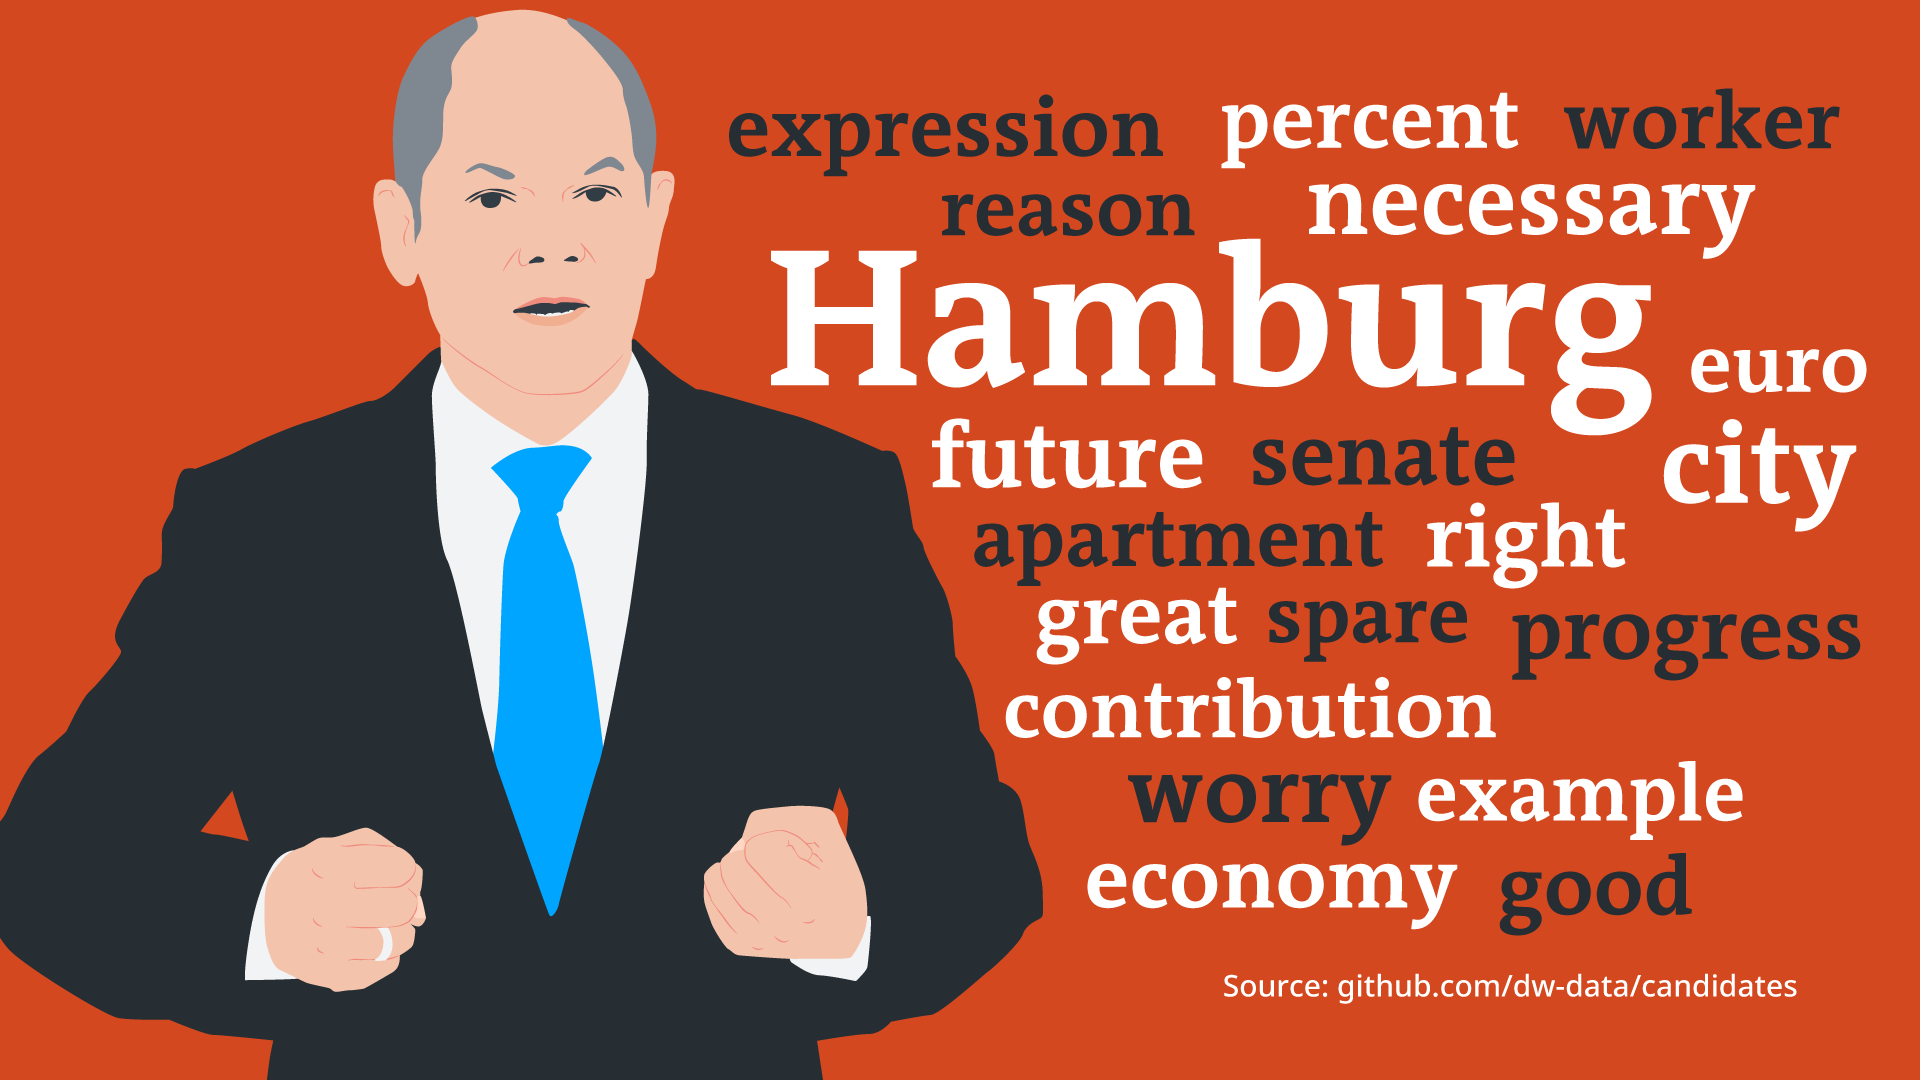 expression percent worker
reason necessary
Hamburg euro
future senate city
apartment right
great spare progress
contribution
worry example
economy good
Source: github.com/dw-data/candidates